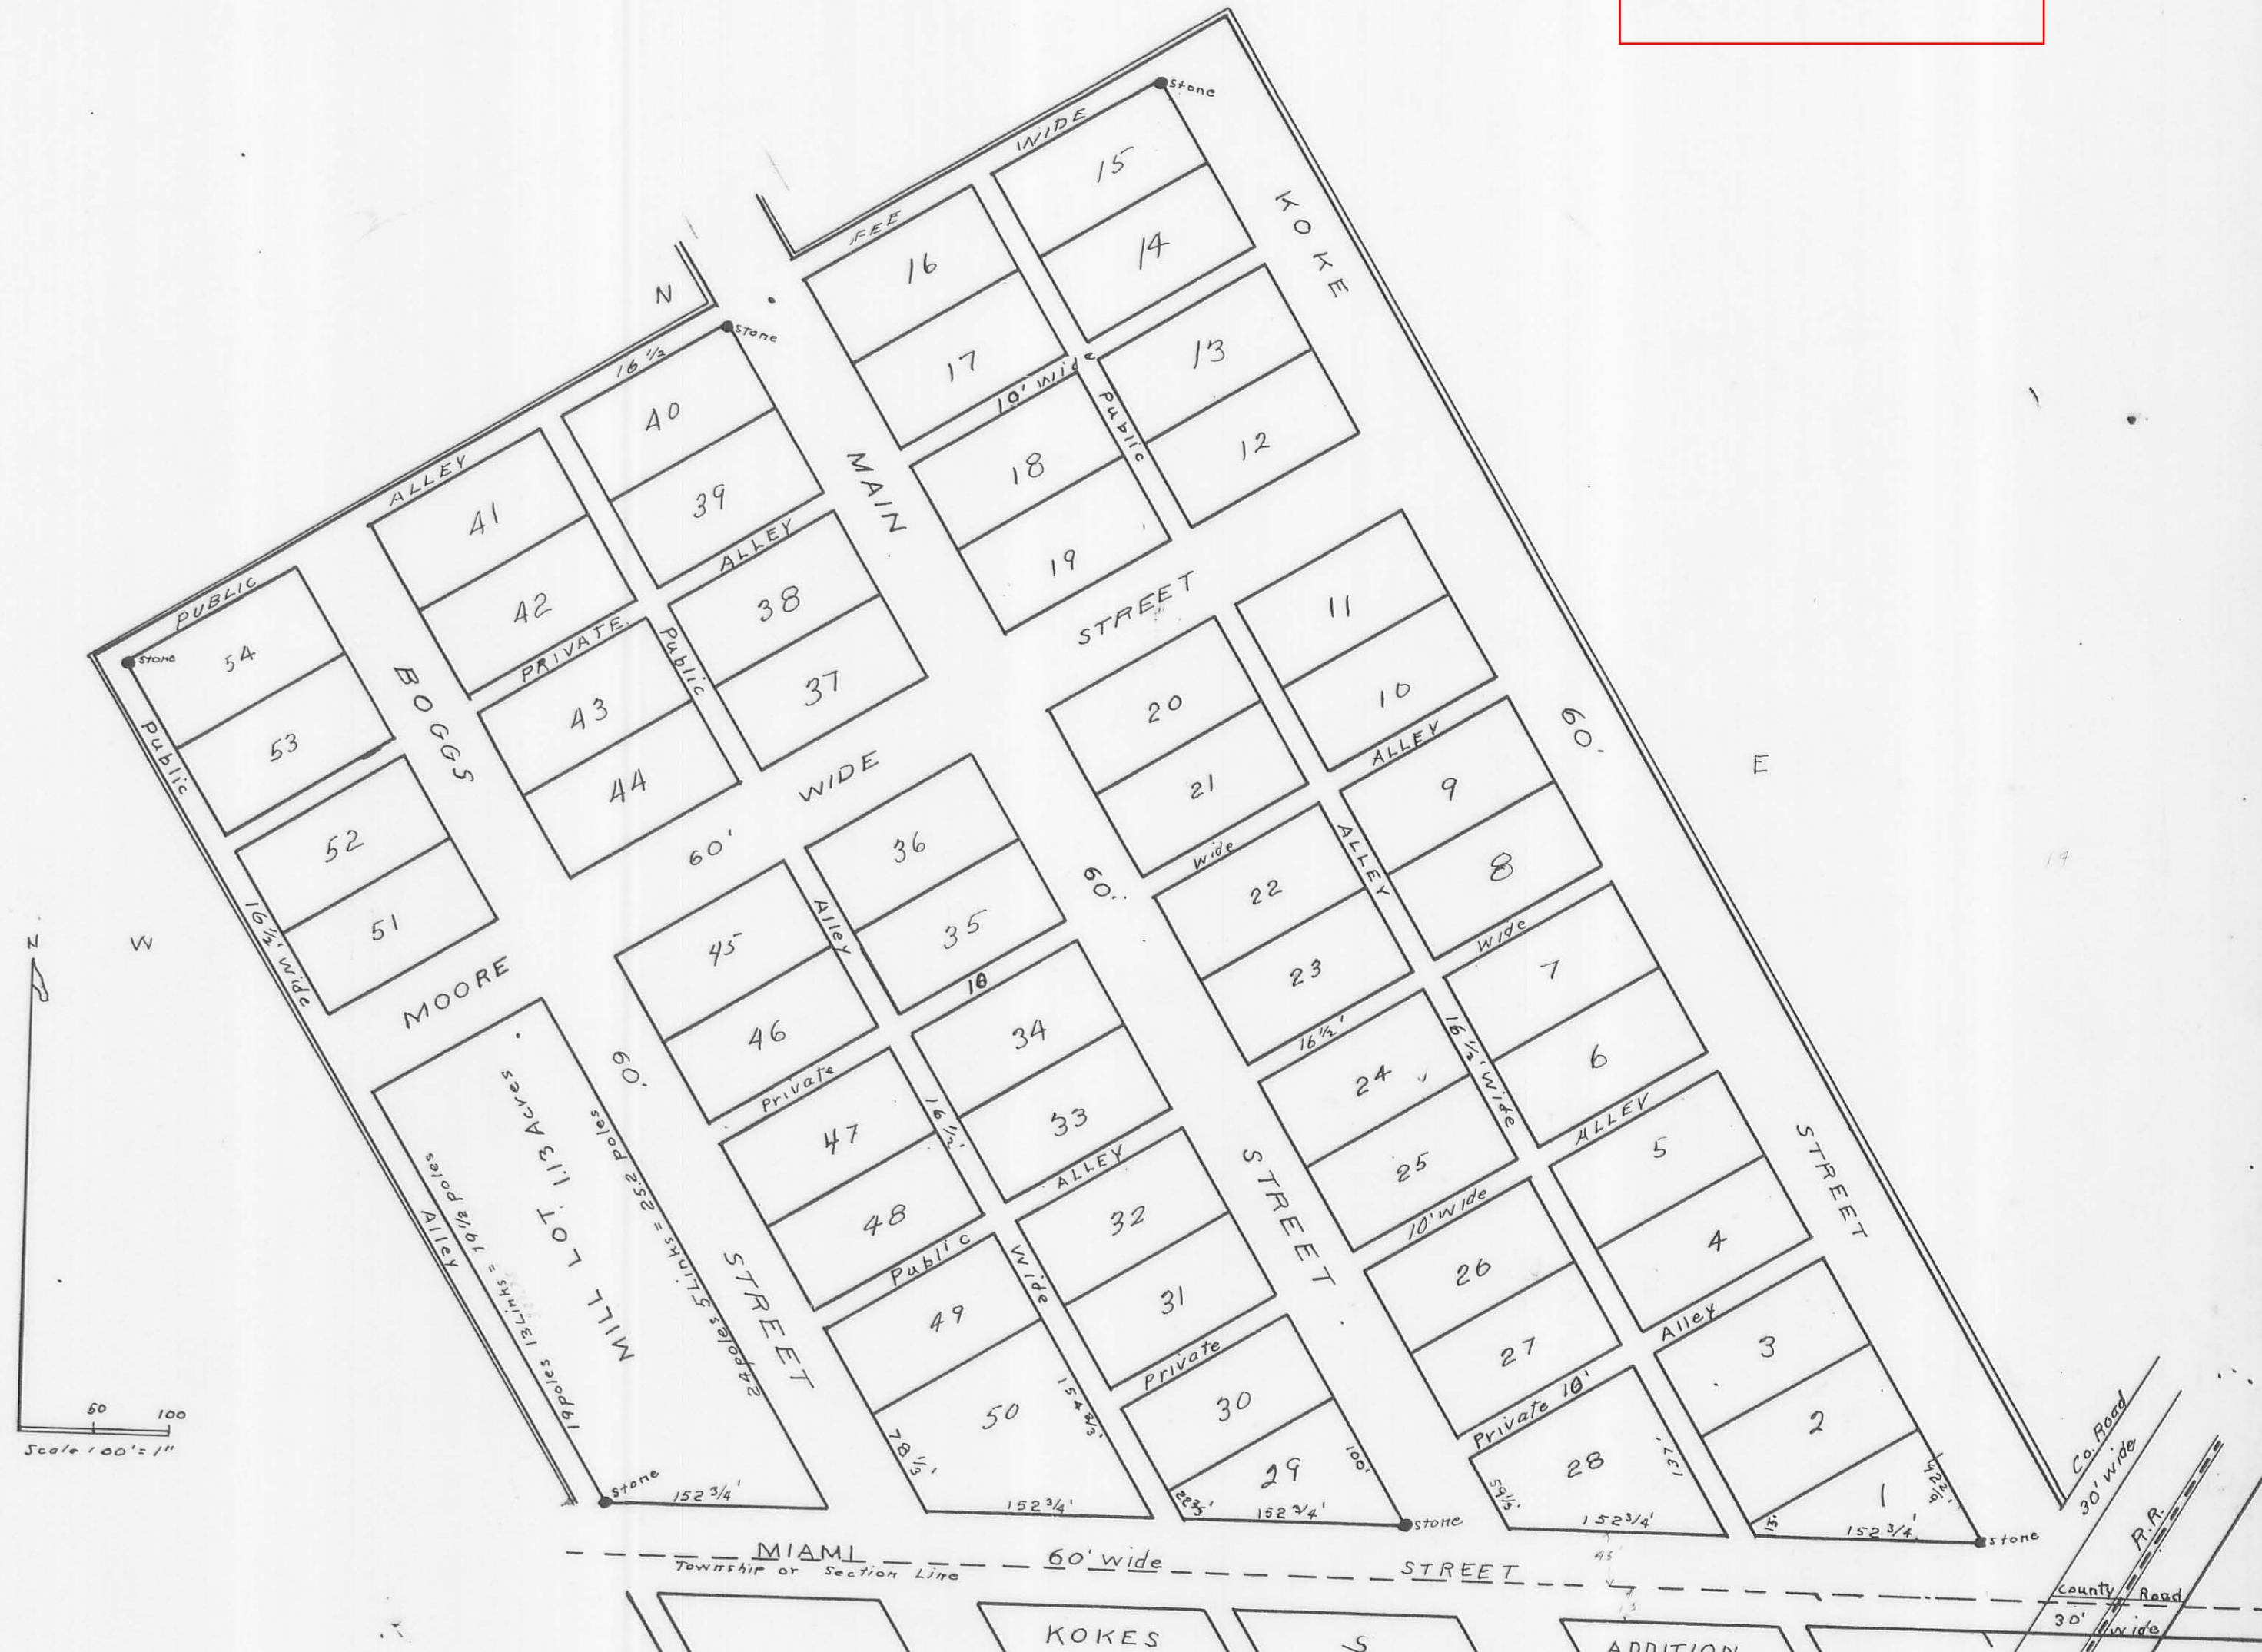 Stone
WIDE
FEE
15
14
KOKE
16
17
10' wide
13
12
Public
18
19
N
Stone
16 1/2
ALLEY
PUBLIC
40
39
41
42
MAIN
ALLEY
PRIVATE
38
37
Public
43
44
Stone
54
53
Public
BOGGS
52
51
16 1/2' wide
STREET
WIDE
60'
MOORE
11
10
20
21
ALLEY
Wide
60'
E
9
8
22
23
ALLEY
36
35
60'
45
46
Alley
10
Private
Wide
16 1/2'
7
6
24
25
16 1/2' Wide
34
33
47
48
16 1/2'
60'
ALLEY
Public
ALLEY
10' wide
5
4
26
27
STREET
STREET
32
31
49
50
Wide
STREET
Private
Alley
Private 10'
3
2
1
28
30
29
MILL LOT 1.13 Acres
24 poles 5 Links = 25.2 poles
19 poles 13 Links = 19 1/2 poles
Alley
W
N
50 100
Scale 100' = 1"
78 1/3'
154 2/3'
22 2/3'
100'
59 1/3'
137'
13'
Stone
152 3/4'
152 3/4'
152 3/4'
Stone
152 3/4'
152 3/4'
Stone
Co. Road
30' wide
R.R.
MIAMI 60' wide STREET
Township or Section Line
County Road
30' wide
KOKES
S
ADDITION
19